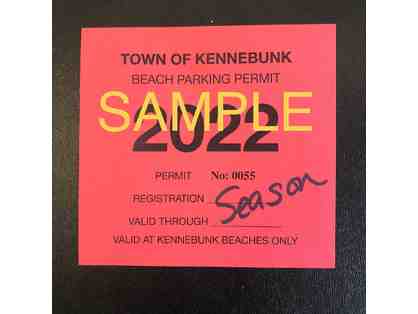 TOWN OF KENNEBUNK
BEACH PARKING PERMIT
SAMPLE
2022
PERMIT No: 0055
REGISTRATION
Season
VALID THROUGH
VALID AT KENNEBUNK BEACHES ONLY